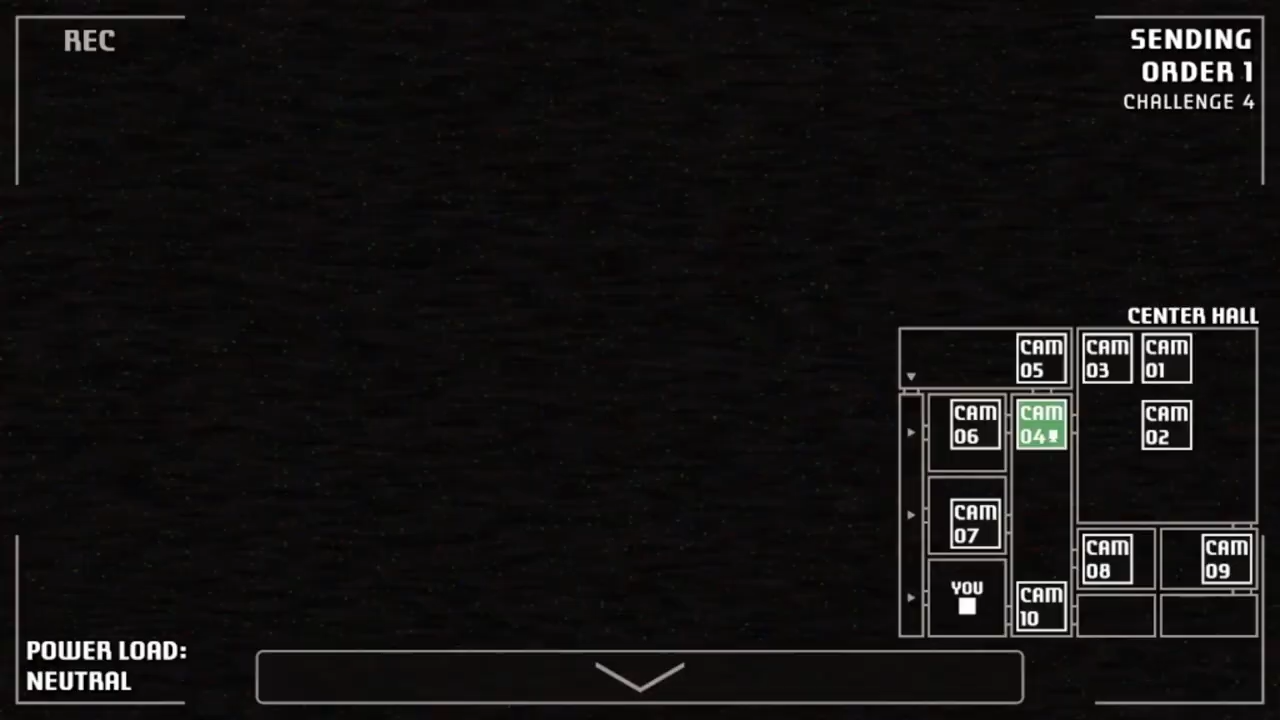 REC
SENDING
ORDER 1
CHALLENGE 4
CENTER HALL
CAM
05
CAM
03
CAM
01
CAM
06
CAM
04
CAM
02
CAM
07
CAM
08
CAM
09
YOU
CAM
10
POWER LOAD:
NEUTRAL